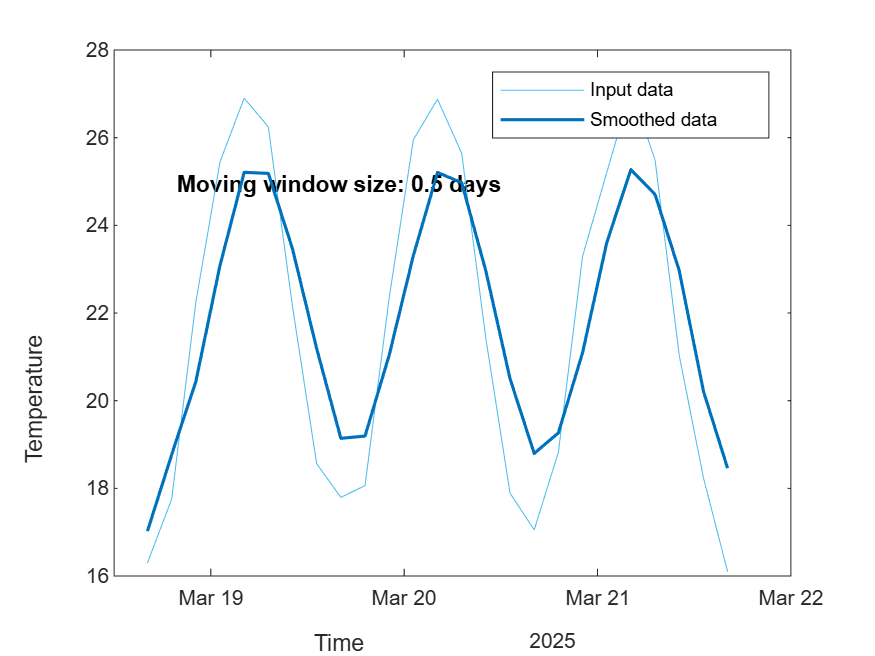 28
26
24
22
20
18
16
Temperature
Input data
Smoothed data
Moving window size: 0.5 days
Mar 19
Mar 20
Mar 21
Mar 22
Time
2025